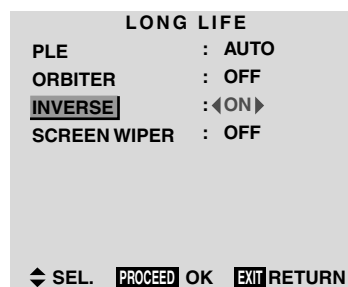 LONG LIFE
PLE : AUTO
ORBITER : OFF
INVERSE : ◀ON▶
SCREEN WIPER : OFF
SEL. PROCEED OK EXIT RETURN